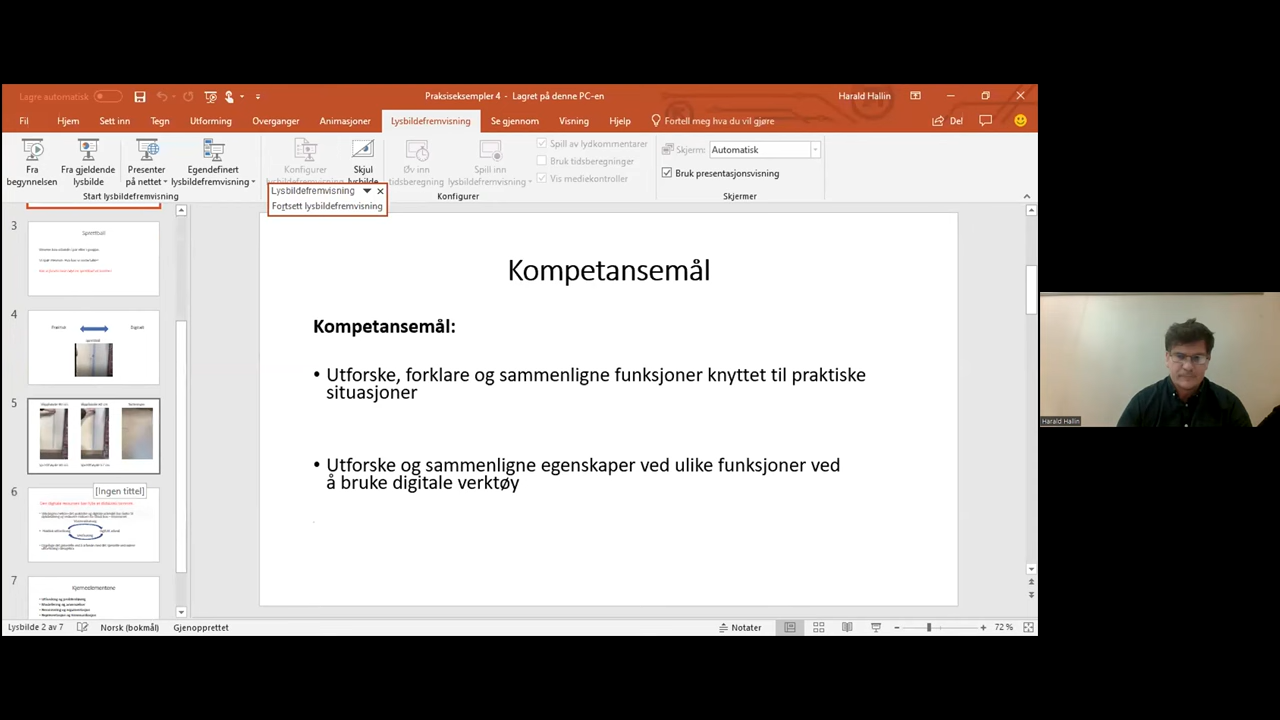 Lagre automatisk
Praksiseksempler 4 - Lagret på denne PC-en
Harald Hallin
Fil Hjem Sett inn Tegn Utforming Overganger Animasjoner Lysbildefremvisning Se gjennom Visning Hjelp Fortell meg hva du vil gjøre Del
Fra begynnelsen
Fra gjeldende lysbilde
Presenter på nettet
Egendefinert lysbildefremvisning
Start lysbildefremvisning
Konfigurer
Skjul lysbilde
Øv inn tidsberegning
Spill inn lysbildefremvisning
Spill av lydkommentarer
Bruk tidsberegninger
Vis mediekontroller
Konfigurer
Skjerm: Automatisk
Bruk presentasjonsvisning
Skjermer
Lysbildefremvisning
Fortsett lysbildefremvisning
3
Sprettball
4
Praktisk
Digitalt
5
[Ingen tittel]
6
7
Kjerneelementene
Kompetansemål
Kompetansemål:
• Utforske, forklare og sammenligne funksjoner knyttet til praktiske
situasjoner
• Utforske og sammenligne egenskaper ved ulike funksjoner ved
å bruke digitale verktøy
Harald Hallin
Lysbilde 2 av 7 Norsk (bokmål) Gjenopprettet Notater 72 %